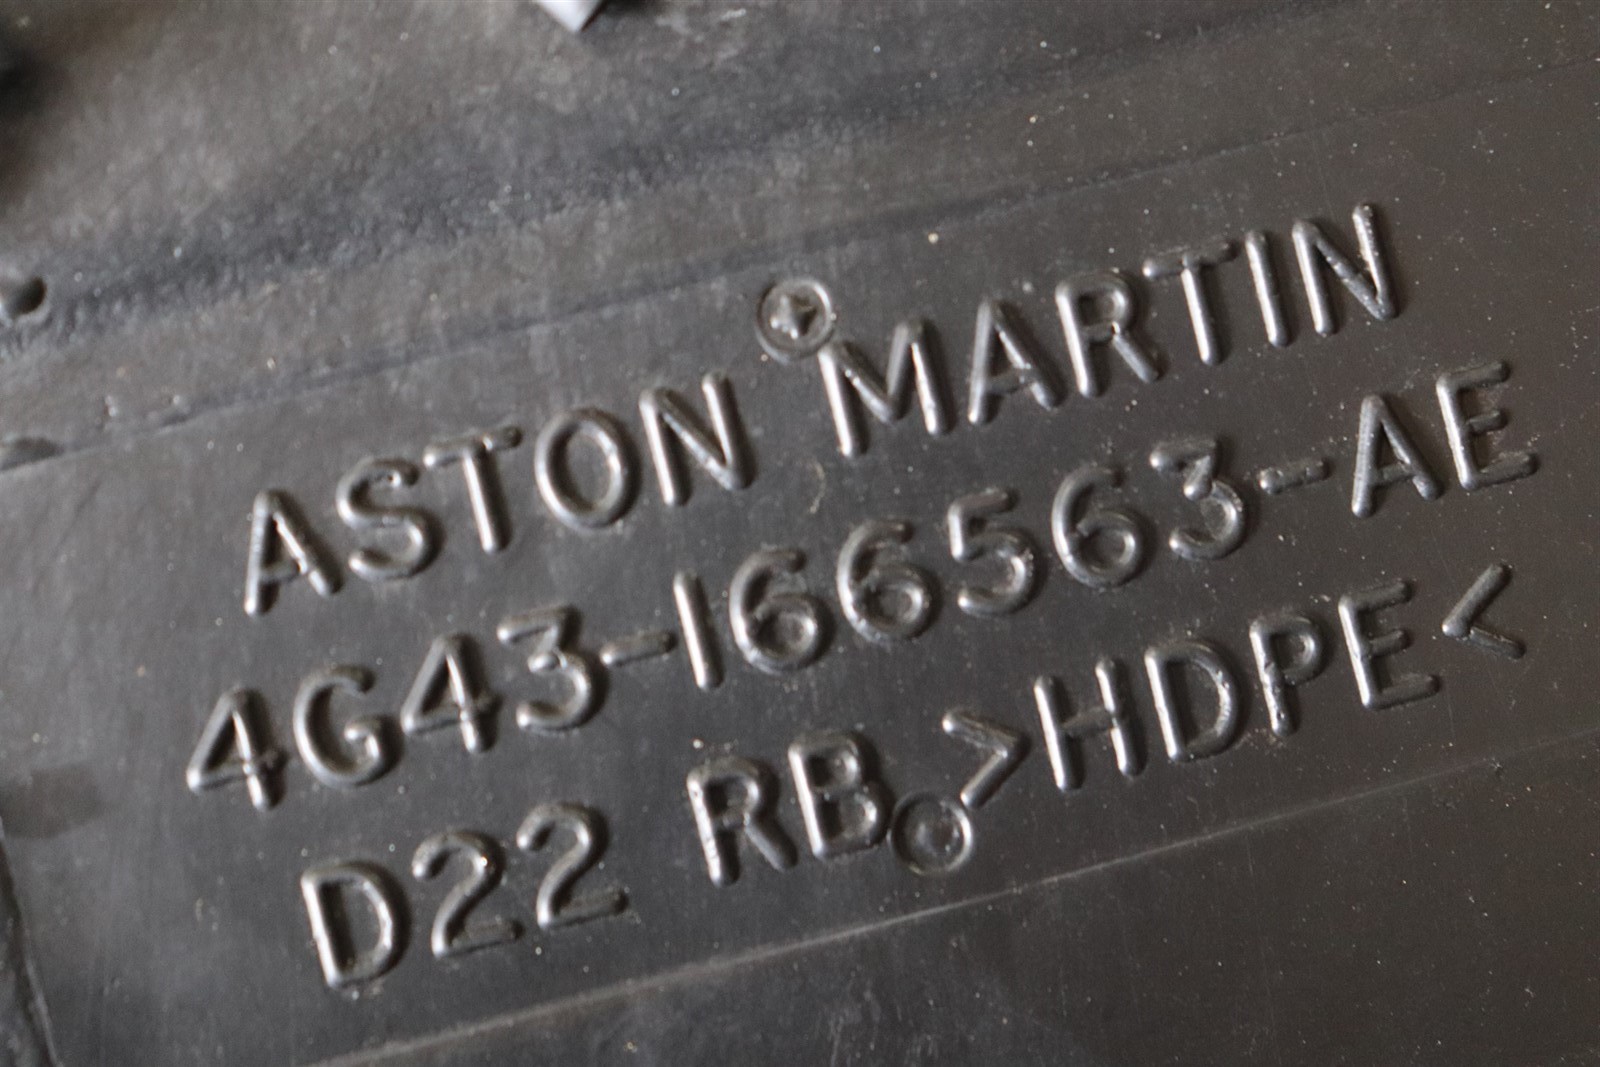 ASTON MARTIN
4G43-166563-AE
D22 RB >HDPE<